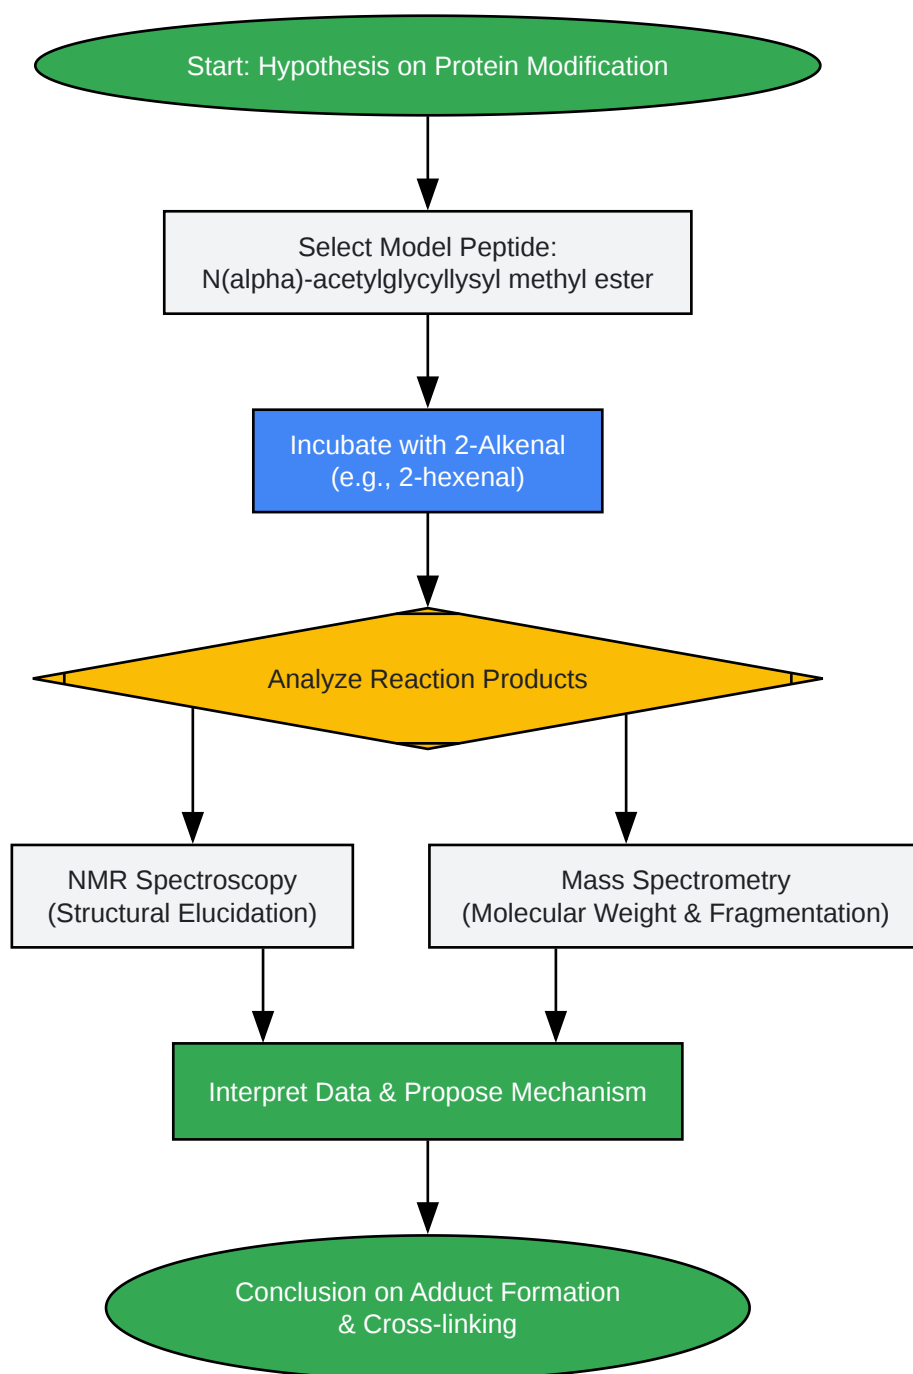 Start: Hypothesis on Protein Modification
Select Model Peptide:
N(alpha)-acetylglycyllysyl methyl ester
Incubate with 2-Alkenal
(e.g., 2-hexenal)
Analyze Reaction Products
NMR Spectroscopy
(Structural Elucidation)
Mass Spectrometry
(Molecular Weight & Fragmentation)
Interpret Data & Propose Mechanism
Conclusion on Adduct Formation
& Cross-linking